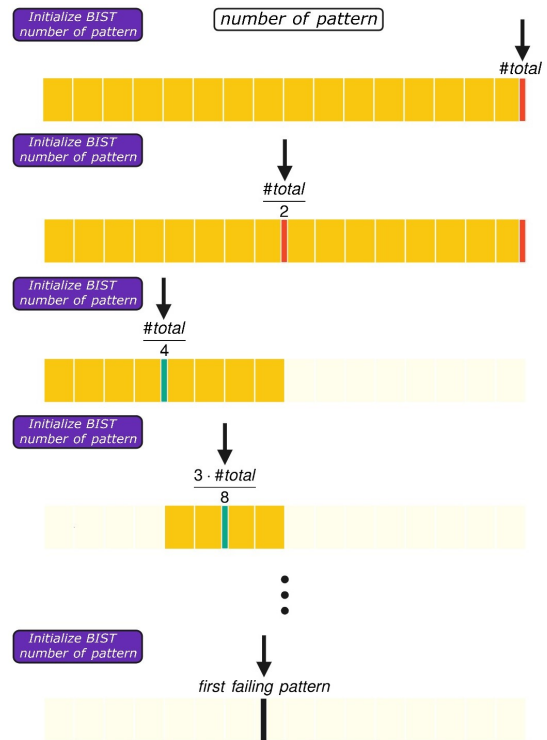 Initialize BIST
number of pattern
number of pattern
#total
Initialize BIST
number of pattern
#total
2
Initialize BIST
number of pattern
#total
4
Initialize BIST
number of pattern
3 · #total
8
Initialize BIST
number of pattern
first failing pattern